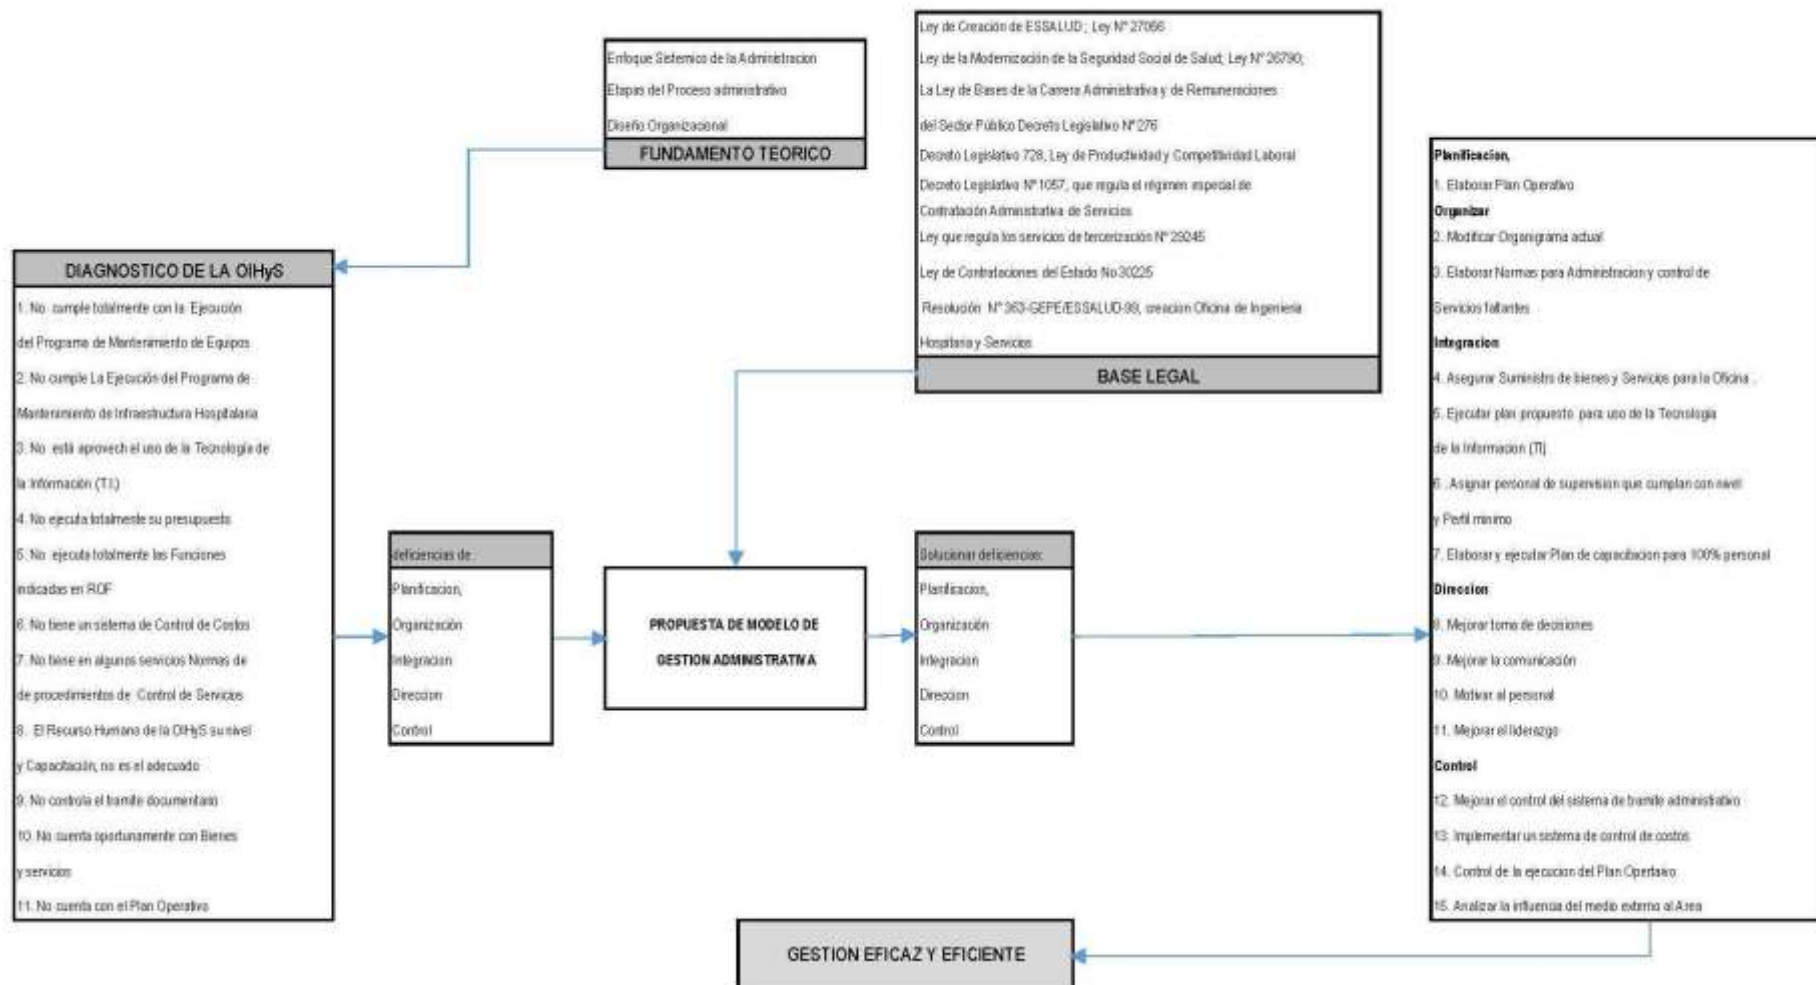 Enfoque Sistemico de la Administracion
Etapas del Proceso administrativo
Diseño Organizacional
FUNDAMENTO TEORICO
Ley de Creación de ESSALUD; Ley N° 27056
Ley de la Modernización de la Seguridad Social de Salud; Ley N° 26790;
La Ley de Bases de la Carrera Administrativa y de Remuneraciones
del Sector Público Decreto Legislativo N° 276
Decreto Legislativo 728, Ley de Productividad y Competitividad Laboral
Decreto Legislativo N° 1057, que regula el régimen especial de
Contratación Administrativa de Servicios
Ley que regula los servicios de tercerización N° 29245
Ley de Contrataciones del Estado No 30225
Resolución N° 363-GEPE/ESSALUD-99, creacion Oficina de Ingenieria
Hospitaria y Servicios
BASE LEGAL
DIAGNOSTICO DE LA OIHyS
1. No cumple totalmente con la Ejecución
del Programa de Mantenimiento de Equipos
2. No cumple La Ejecución del Programa de
Mantenimiento de Infraestructura Hospitalaria
3. No está aprovech el uso de la Tecnología de
la Información (T.I.)
4. No ejecuta totalmente su presupuesto
5. No ejecuta totalmente las Funciones
indicadas en ROF
6. No tiene un sistema de Control de Costos
7. No tiene en algunos servicios Normas de
de procedimientos de Control de Servicios
8. El Recurso Humano de la OIHyS su nivel
y Capacitación, no es el adecuado
9. No controla el tramite documentario
10. No cuenta oportunamente con Bienes
y servicios
11. No cuenta con el Plan Operativo
deficiencias de:
Planificacion,
Organización
Integracion
Direccion
Control
PROPUESTA DE MODELO DE
GESTION ADMINISTRATIVA
Solucionar deficiencias:
Planificacion,
Organización
Integracion
Direccion
Control
Planificacion,
1. Elaborar Plan Operativo
Organizar
2. Modificar Organigrama actual
3. Elaborar Normas para Administracion y control de
Servicios faltantes
Integracion
4. Asegurar Suministro de bienes y Servicios para la Oficina .
5. Ejecutar plan propuesto para uso de la Tecnologia
de la Informacion (TI)
6 . Asignar personal de supervision que cumplan con nivel
y Perfil minimo
7. Elaborar y ejecutar Plan de capacitacion para 100% personal
Direccion
8. Mejorar toma de decisiones
9. Mejorar la comunicación
10. Motivar al personal
11. Mejorar el liderazgo
Control
12. Mejorar el control del sistema de tramite administrativo
13. Implementar un sistema de control de costos
14. Control de la ejecucion del Plan Opertaivo
15. Analizar la influencia del medio externo al Area
GESTION EFICAZ Y EFICIENTE